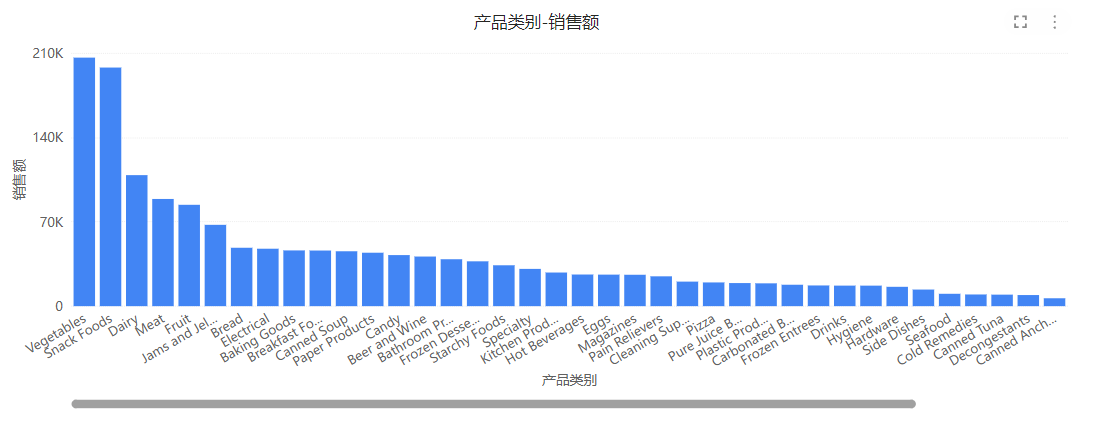 产品类别-销售额
210K
140K
70K
0
销售额
Vegetables
Snack Foods
Dairy
Meat
Fruit
Jams and Jel...
Bread
Electrical
Baking Goods
Breakfast Fo...
Canned Soup
Paper Products
Candy
Beer and Wine
Bathroom Pr...
Frozen Desse...
Starchy Foods
Specialty
Kitchen Prod...
Hot Beverages
Eggs
Magazines
Pain Relievers
Cleaning Sup...
Pizza
Pure Juice B...
Plastic Prod...
Carbonated B...
Frozen Entrees
Drinks
Hygiene
Hardware
Side Dishes
Seafood
Cold Remedies
Canned Tuna
Decongestants
Canned Anch...
产品类别